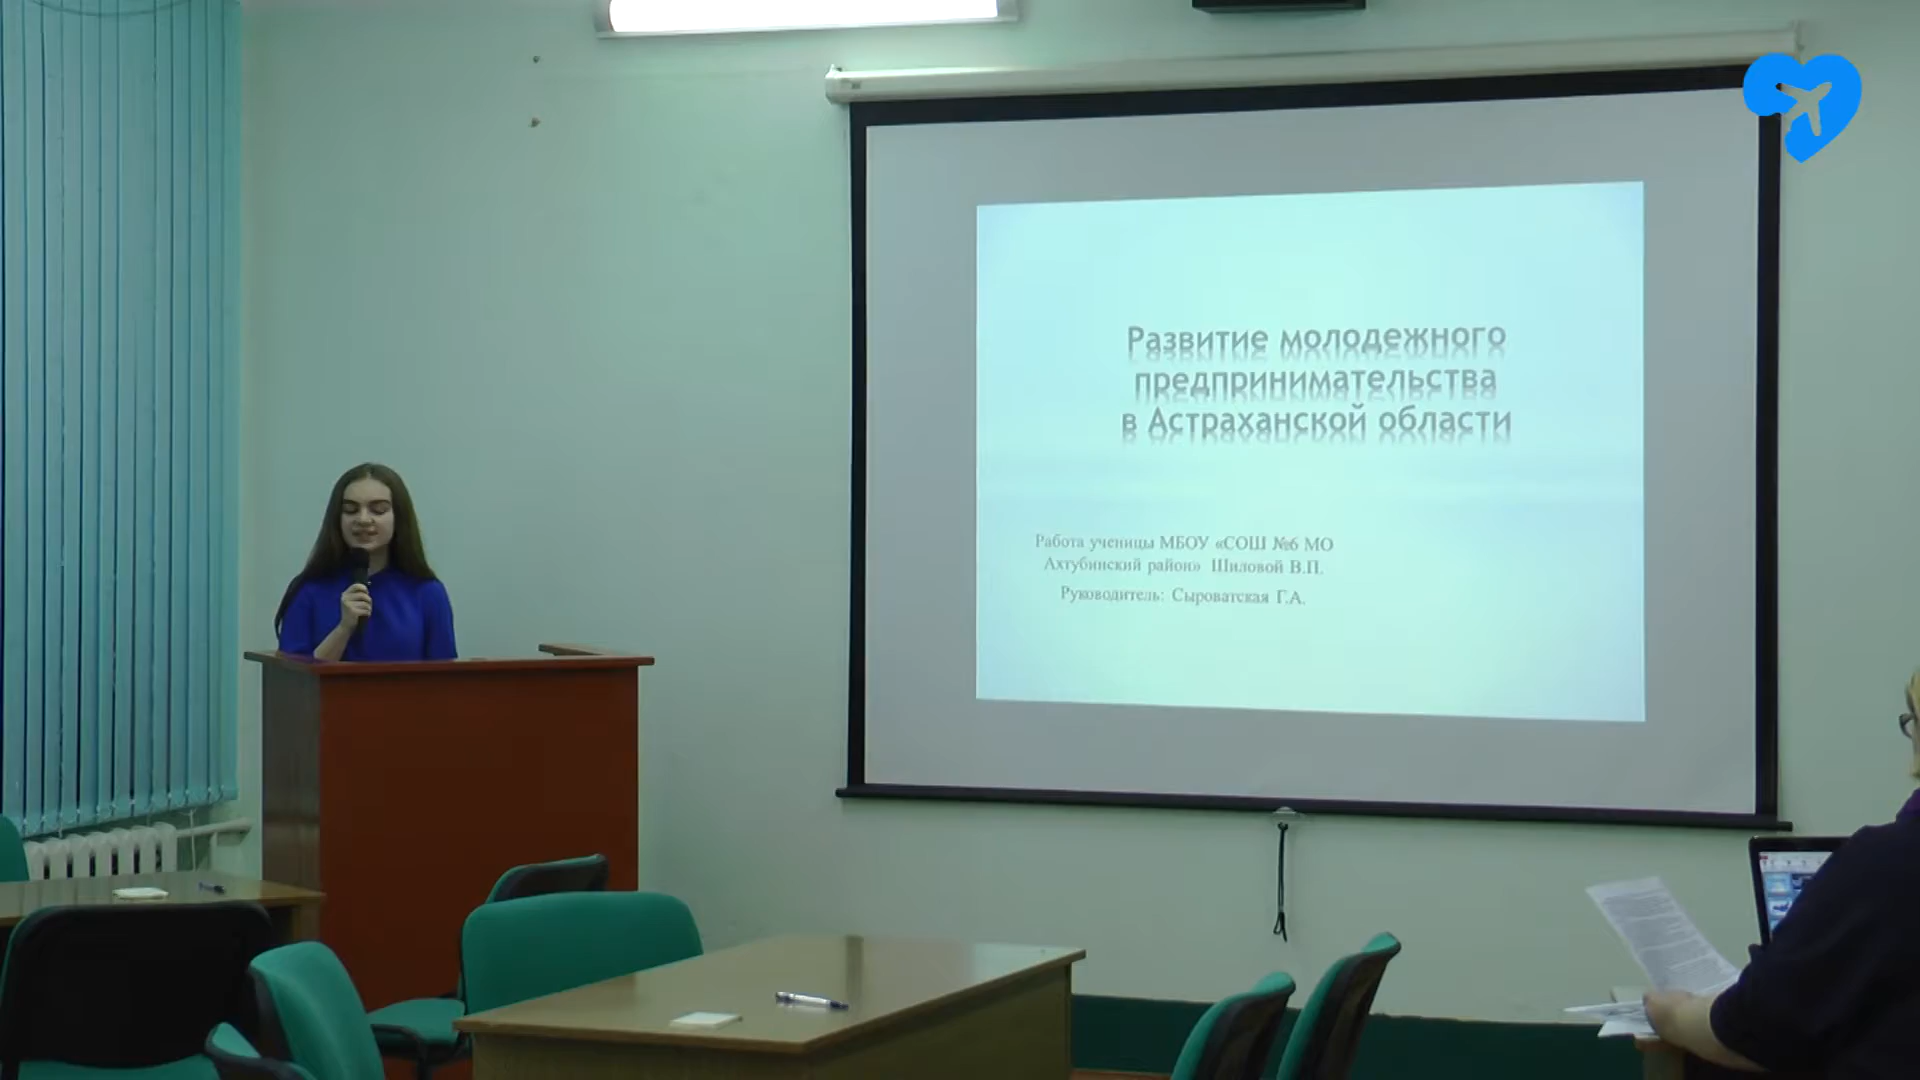 Развитие молодежного
предпринимательства
в Астраханской области
Работа ученицы МБОУ «СОШ №6 МО
Ахтубинский район» Шиловой В.П.
Руководитель: Сыроватская Г.А.